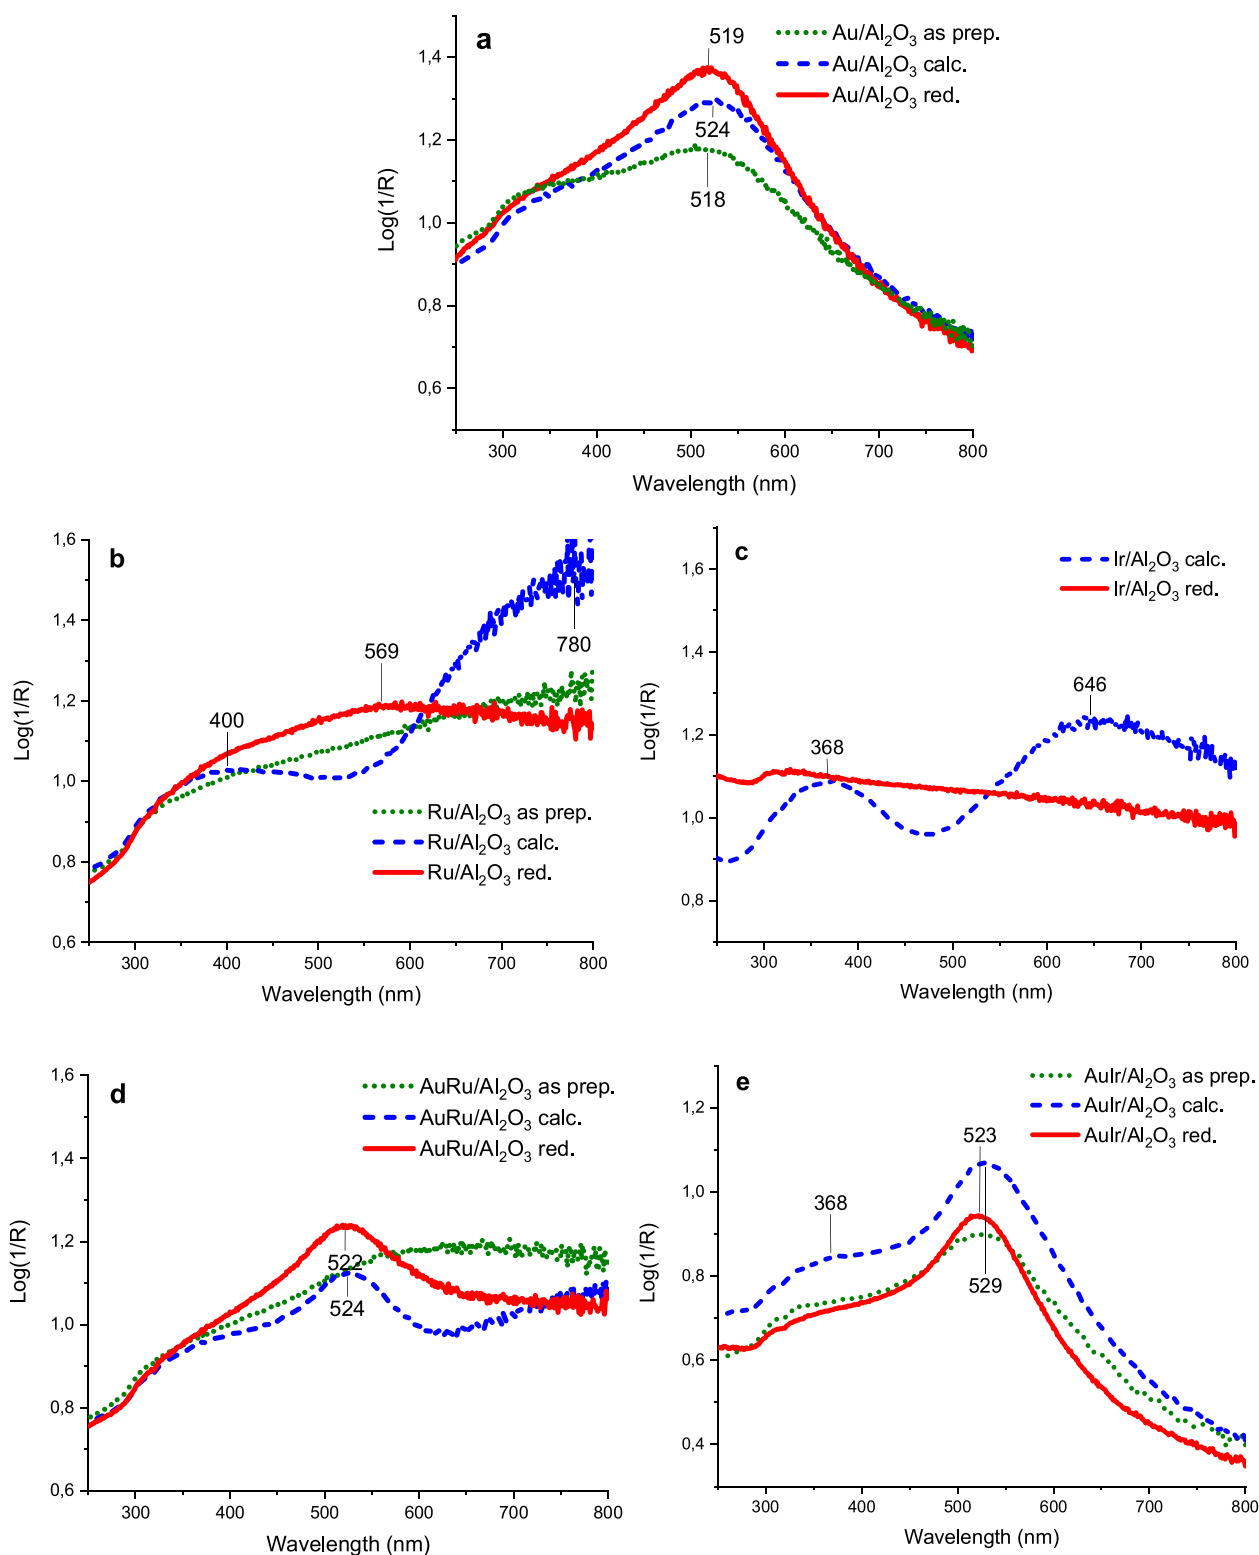 a
519
524
518
Au/Al2O3 as prep.
Au/Al2O3 calc.
Au/Al2O3 red.
Log(1/R)
1,4
1,2
1,0
0,8
0,6
300 400 500 600 700 800
Wavelength (nm)
b
400
569
780
Ru/Al2O3 as prep.
Ru/Al2O3 calc.
Ru/Al2O3 red.
Log(1/R)
1,6
1,4
1,2
1,0
0,8
0,6
300 400 500 600 700 800
Wavelength (nm)
c
368
646
Ir/Al2O3 calc.
Ir/Al2O3 red.
Log(1/R)
1,6
1,4
1,2
1,0
0,8
300 400 500 600 700 800
Wavelength (nm)
d
522
524
AuRu/Al2O3 as prep.
AuRu/Al2O3 calc.
AuRu/Al2O3 red.
Log(1/R)
1,6
1,4
1,2
1,0
0,8
0,6
300 400 500 600 700 800
Wavelength (nm)
e
368
523
529
AuIr/Al2O3 as prep.
AuIr/Al2O3 calc.
AuIr/Al2O3 red.
Log(1/R)
1,2
1,0
0,8
0,6
0,4
300 400 500 600 700 800
Wavelength (nm)